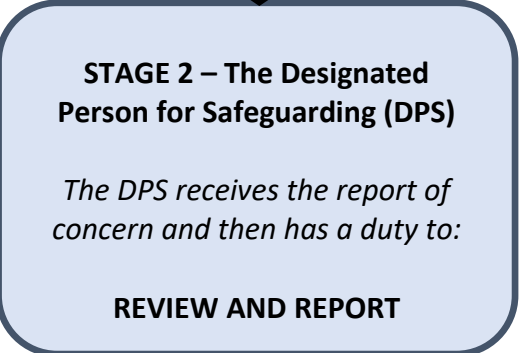 STAGE 2 – The Designated
Person for Safeguarding (DPS)
The DPS receives the report of
concern and then has a duty to:
REVIEW AND REPORT